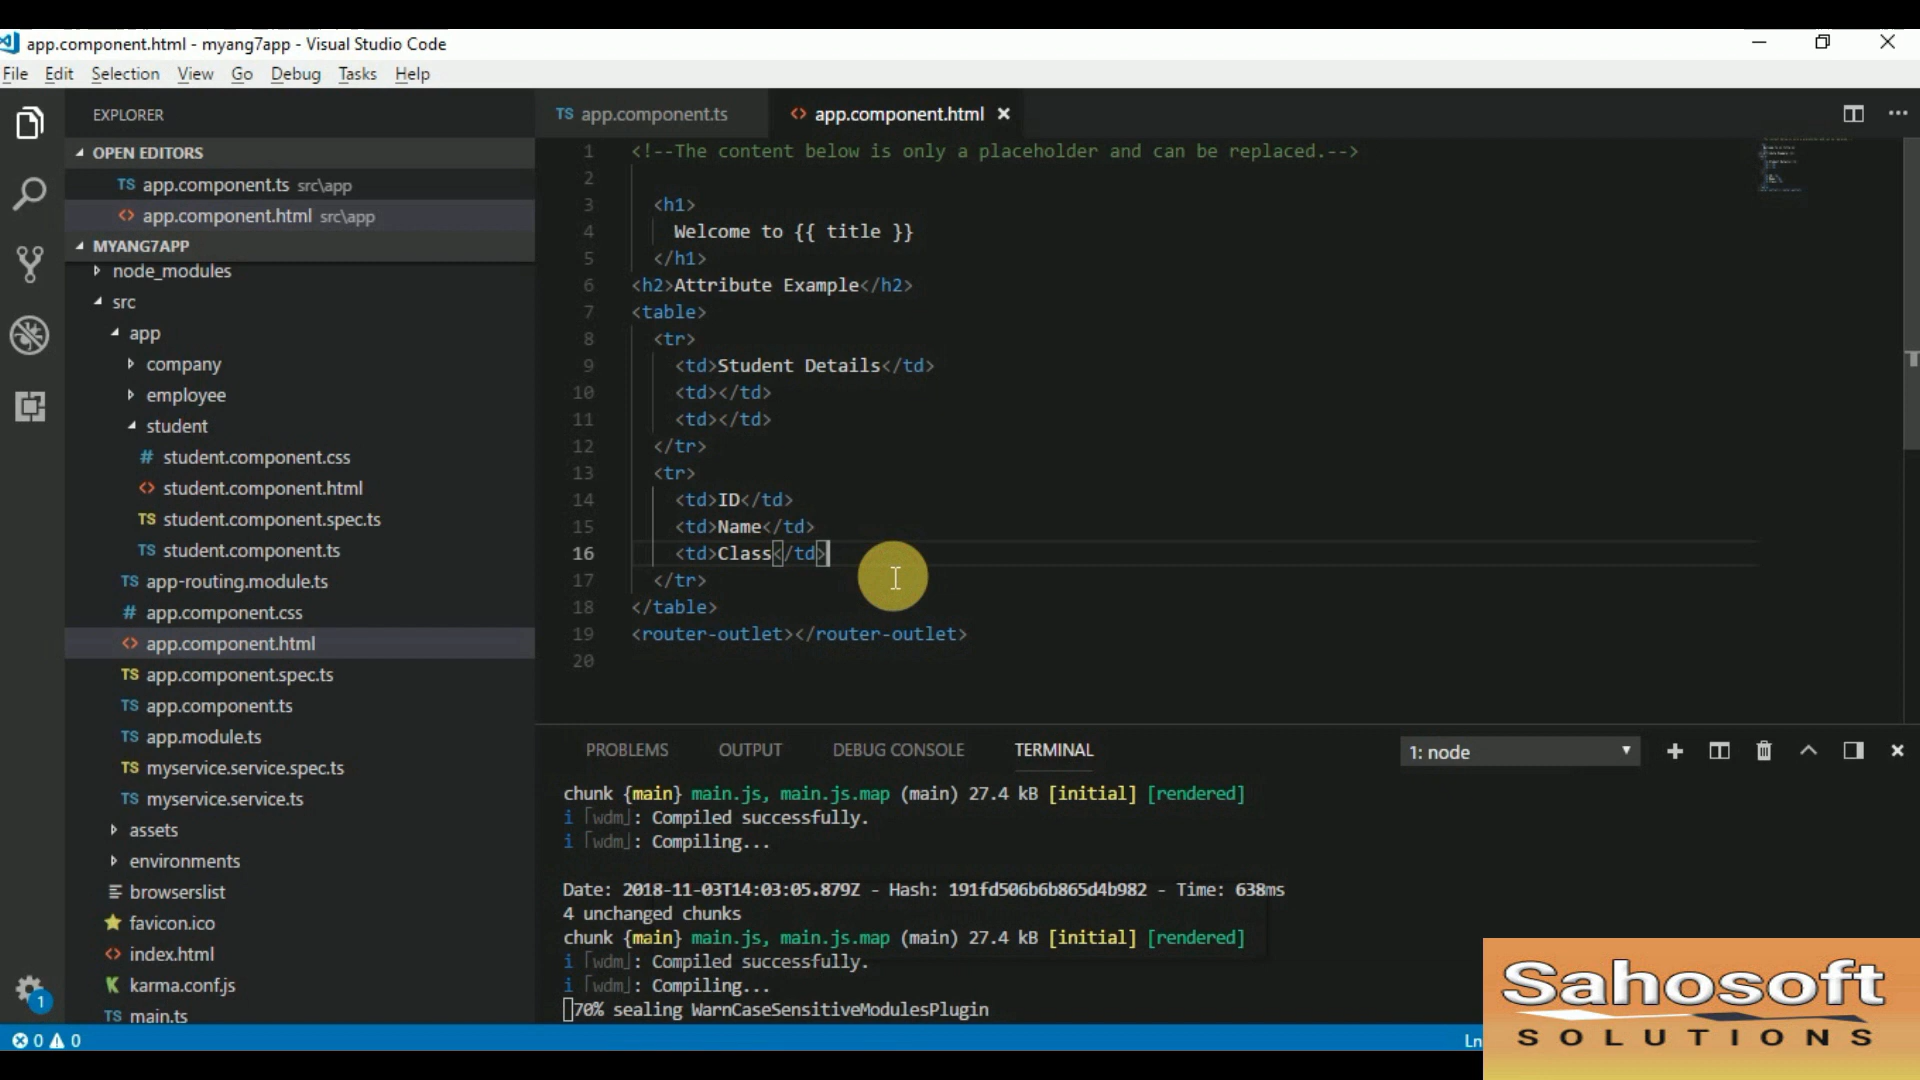 app.component.html - myang7app - Visual Studio Code
File Edit Selection View Go Debug Tasks Help
EXPLORER
OPEN EDITORS
TS app.component.ts src\app
<> app.component.html src\app
MYANG7APP
node_modules
src
app
company
employee
student
# student.component.css
<> student.component.html
TS student.component.spec.ts
TS student.component.ts
TS app-routing.module.ts
# app.component.css
<> app.component.html
TS app.component.spec.ts
TS app.component.ts
TS app.module.ts
TS myservice.service.spec.ts
TS myservice.service.ts
assets
environments
browserslist
favicon.ico
<> index.html
K karma.conf.js
TS main.ts
1
TS app.component.ts <> app.component.html
1 <!--The content below is only a placeholder and can be replaced.-->
2
3 <h1>
4 Welcome to {{ title }}
5 </h1>
6 <h2>Attribute Example</h2>
7 <table>
8 <tr>
9 <td>Student Details</td>
10 <td></td>
11 <td></td>
12 </tr>
13 <tr>
14 <td>ID</td>
15 <td>Name</td>
16 <td>Class</td>
17 </tr>
18 </table>
19 <router-outlet></router-outlet>
20
PROBLEMS OUTPUT DEBUG CONSOLE TERMINAL 1: node
chunk {main} main.js, main.js.map (main) 27.4 kB [initial] [rendered]
i ｢wdm｣: Compiled successfully.
i ｢wdm｣: Compiling...
Date: 2018-11-03T14:03:05.879Z - Hash: 191fd506b6b865d4b982 - Time: 638ms
4 unchanged chunks
chunk {main} main.js, main.js.map (main) 27.4 kB [initial] [rendered]
i ｢wdm｣: Compiled successfully.
i ｢wdm｣: Compiling...
70% sealing WarnCaseSensitiveModulesPlugin
0 0
Ln
Sahosoft
SOLUTIONS